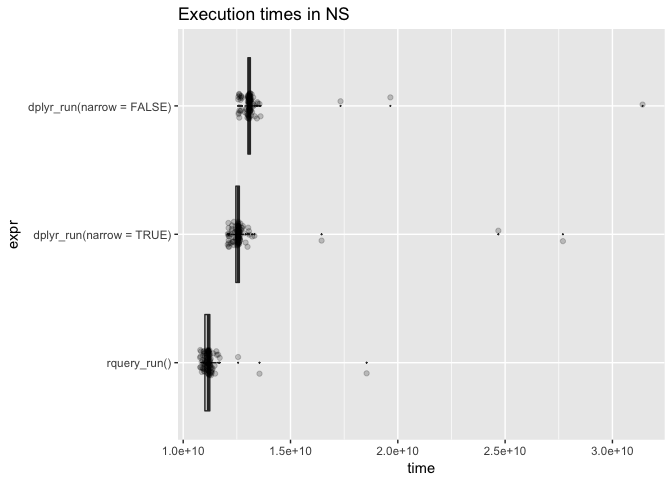 Execution times in NS
dplyr_run(narrow = FALSE)
dplyr_run(narrow = TRUE)
rquery_run()
expr
1.0e+10 1.5e+10 2.0e+10 2.5e+10 3.0e+10
time